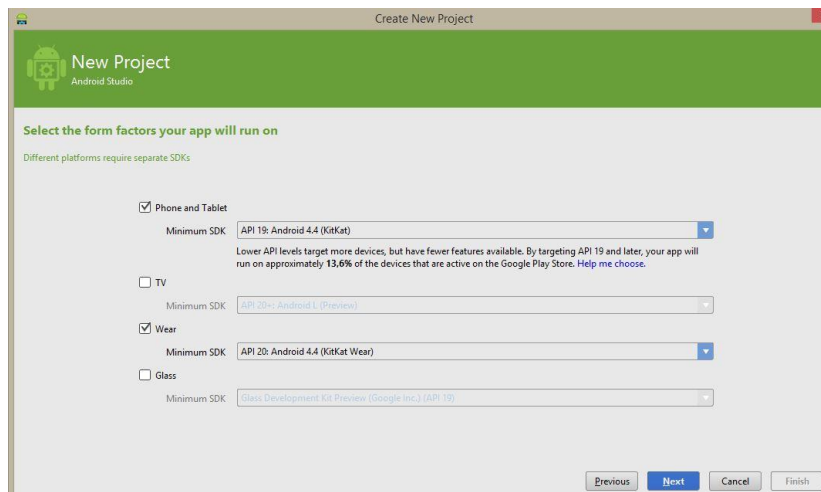 Create New Project
New Project
Android Studio
Select the form factors your app will run on
Different platforms require separate SDKs
Phone and Tablet
Minimum SDK API 19: Android 4.4 (KitKat)
Lower API levels target more devices, but have fewer features available. By targeting API 19 and later, your app will
run on approximately 13,6% of the devices that are active on the Google Play Store. Help me choose.
TV
Minimum SDK API 20+: Android L (Preview)
Wear
Minimum SDK API 20: Android 4.4 (KitKat Wear)
Glass
Minimum SDK Glass Development Kit Preview (Google Inc.) (API 19)
Previous Next Cancel Finish